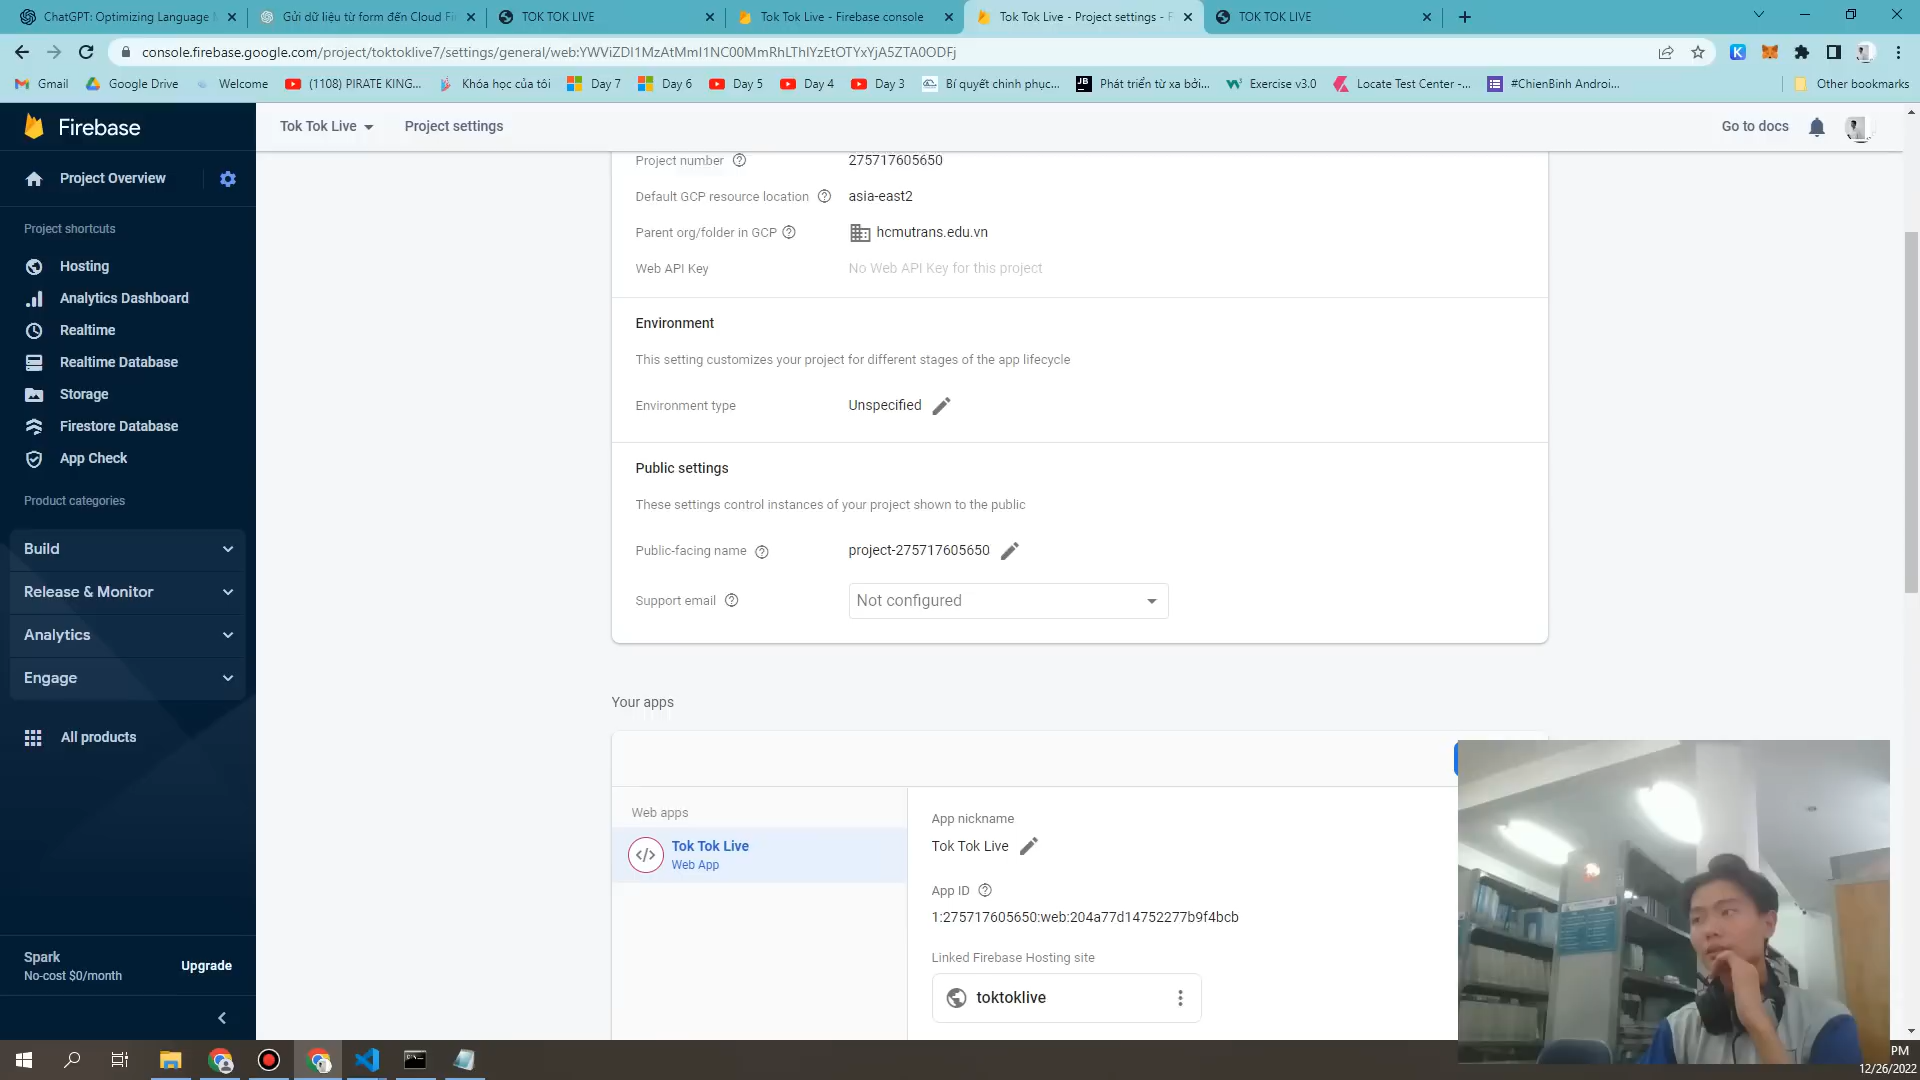 ChatGPT: Optimizing Language M
Gửi dữ liệu từ form đến Cloud Fi
TOK TOK LIVE
Tok Tok Live - Firebase console
Tok Tok Live - Project settings - F
TOK TOK LIVE
console.firebase.google.com/project/toktoklive7/settings/general/web:YWViZDI1MzAtMmI1NC00MmRhLThlYzEtOTYxYjA5ZTA0ODFj
Gmail
Google Drive
Welcome
(1108) PIRATE KING...
Khóa học của tôi
Day 7
Day 6
Day 5
Day 4
Day 3
Bí quyết chinh phục...
Phát triển từ xa bởi...
Exercise v3.0
Locate Test Center -...
#ChienBinh Androi...
Other bookmarks
Firebase
Tok Tok Live
Project settings
Go to docs
Project Overview
Project shortcuts
Hosting
Analytics Dashboard
Realtime
Realtime Database
Storage
Firestore Database
App Check
Product categories
Build
Release & Monitor
Analytics
Engage
All products
Spark
No-cost $0/month
Upgrade
Project number
275717605650
Default GCP resource location
asia-east2
Parent org/folder in GCP
hcmutrans.edu.vn
Web API Key
No Web API Key for this project
Environment
This setting customizes your project for different stages of the app lifecycle
Environment type
Unspecified
Public settings
These settings control instances of your project shown to the public
Public-facing name
project-275717605650
Support email
Not configured
Your apps
Web apps
Tok Tok Live
Web App
App nickname
Tok Tok Live
App ID
1:275717605650:web:204a77d14752277b9f4bcb
Linked Firebase Hosting site
toktoklive
PM
12/26/2022